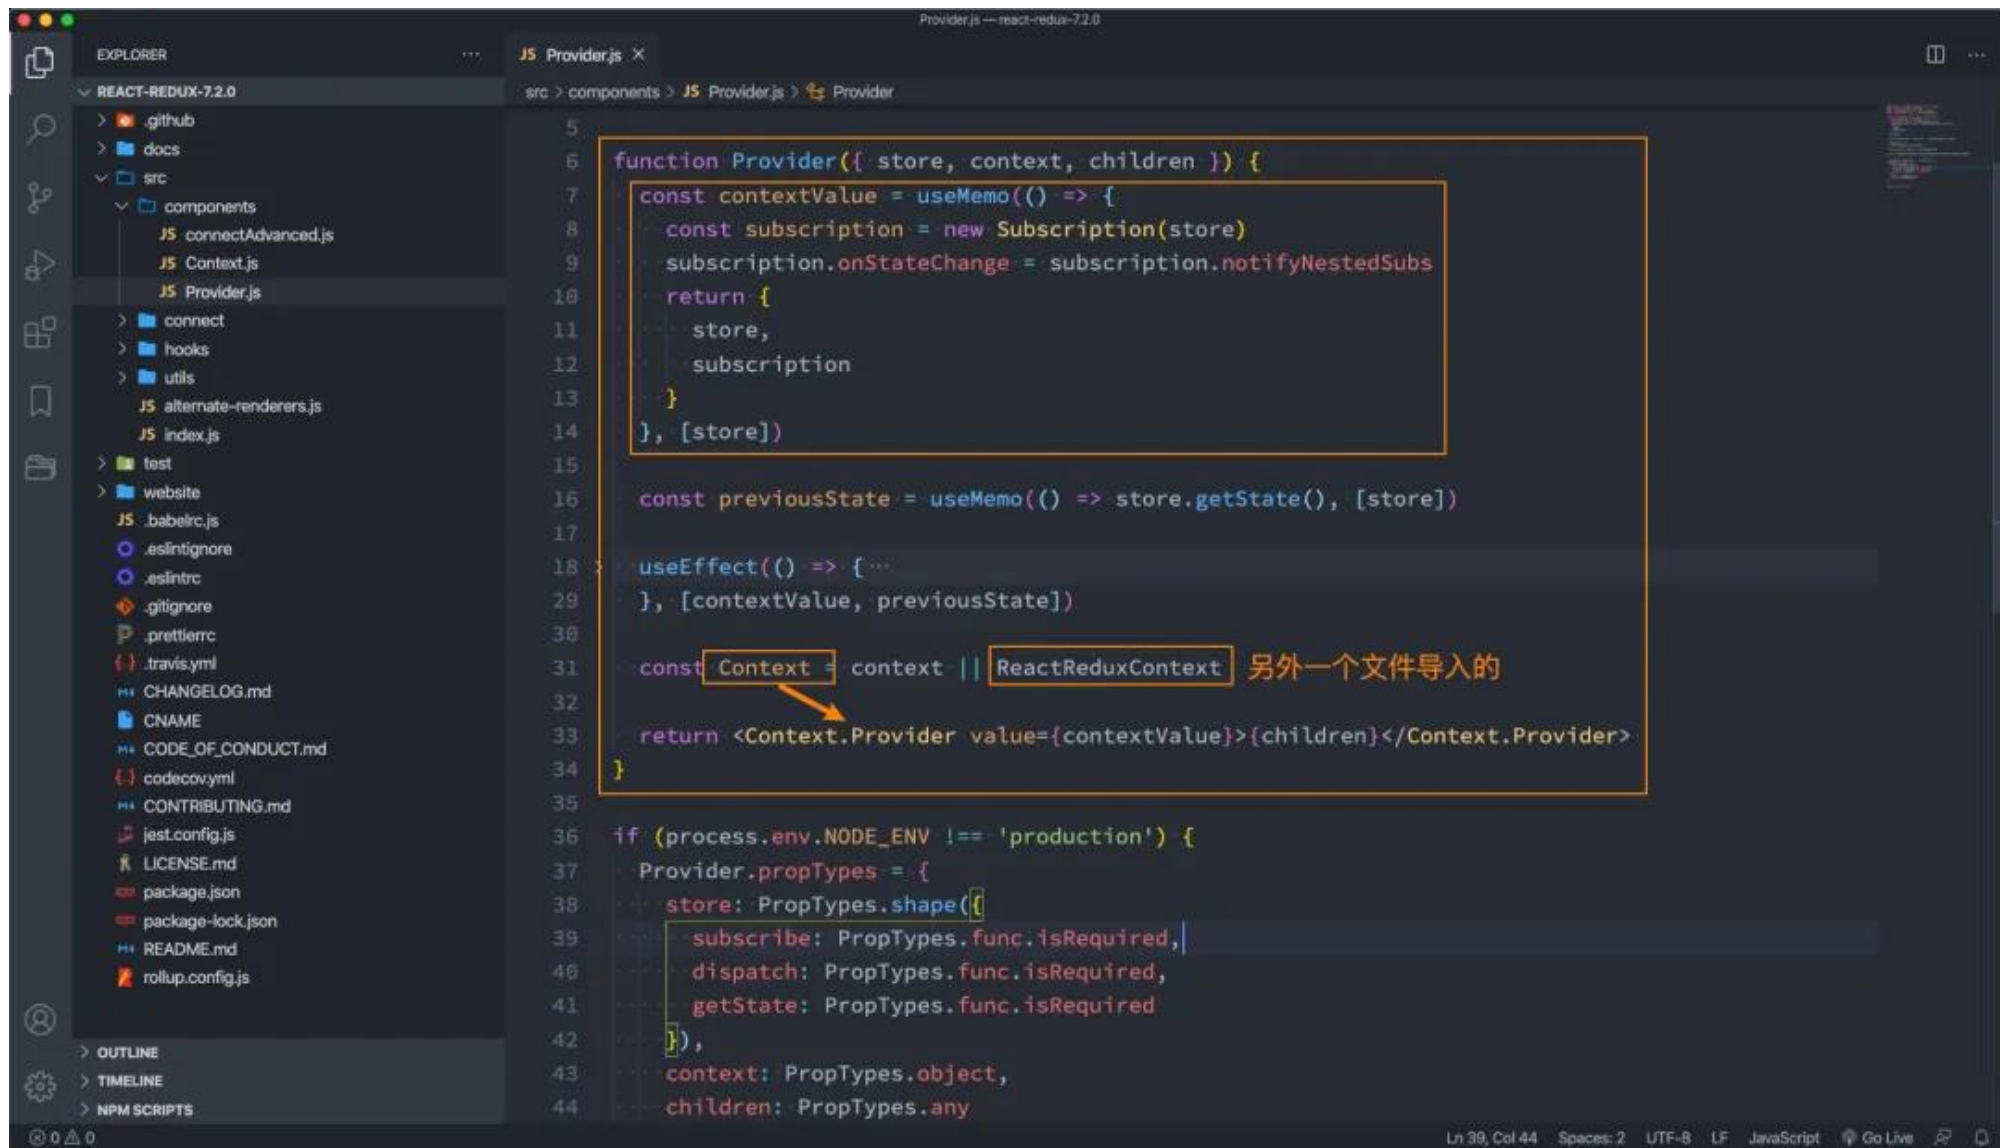 Provider.js — react-redux-7.2.0
EXPLORER
JS Provider.js ×
REACT-REDUX-7.2.0
src > components > JS Provider.js > Provider
.github
docs
src
components
JS connectAdvanced.js
JS Context.js
JS Provider.js
connect
hooks
utils
JS alternate-renderers.js
JS index.js
test
website
JS .babelrc.js
.eslintignore
.eslintrc
.gitignore
.prettierrc
.travis.yml
CHANGELOG.md
CNAME
CODE_OF_CONDUCT.md
codecov.yml
CONTRIBUTING.md
jest.config.js
LICENSE.md
package.json
package-lock.json
README.md
rollup.config.js
OUTLINE
TIMELINE
NPM SCRIPTS
5
6 function Provider({ store, context, children }) {
7 const contextValue = useMemo(() => {
8 const subscription = new Subscription(store)
9 subscription.onStateChange = subscription.notifyNestedSubs
10 return {
11 store,
12 subscription
13 }
14 }, [store])
15
16 const previousState = useMemo(() => store.getState(), [store])
17
18 useEffect(() => {…
29 }, [contextValue, previousState])
30
31 const Context = context || ReactReduxContext 另外一个文件导入的
32
33 return <Context.Provider value={contextValue}>{children}</Context.Provider>
34 }
35
36 if (process.env.NODE_ENV !== 'production') {
37 Provider.propTypes = {
38 store: PropTypes.shape({
39 subscribe: PropTypes.func.isRequired,
40 dispatch: PropTypes.func.isRequired,
41 getState: PropTypes.func.isRequired
42 }),
43 context: PropTypes.object,
44 children: PropTypes.any
0 0
Ln 39, Col 44 Spaces: 2 UTF-8 LF JavaScript Go Live